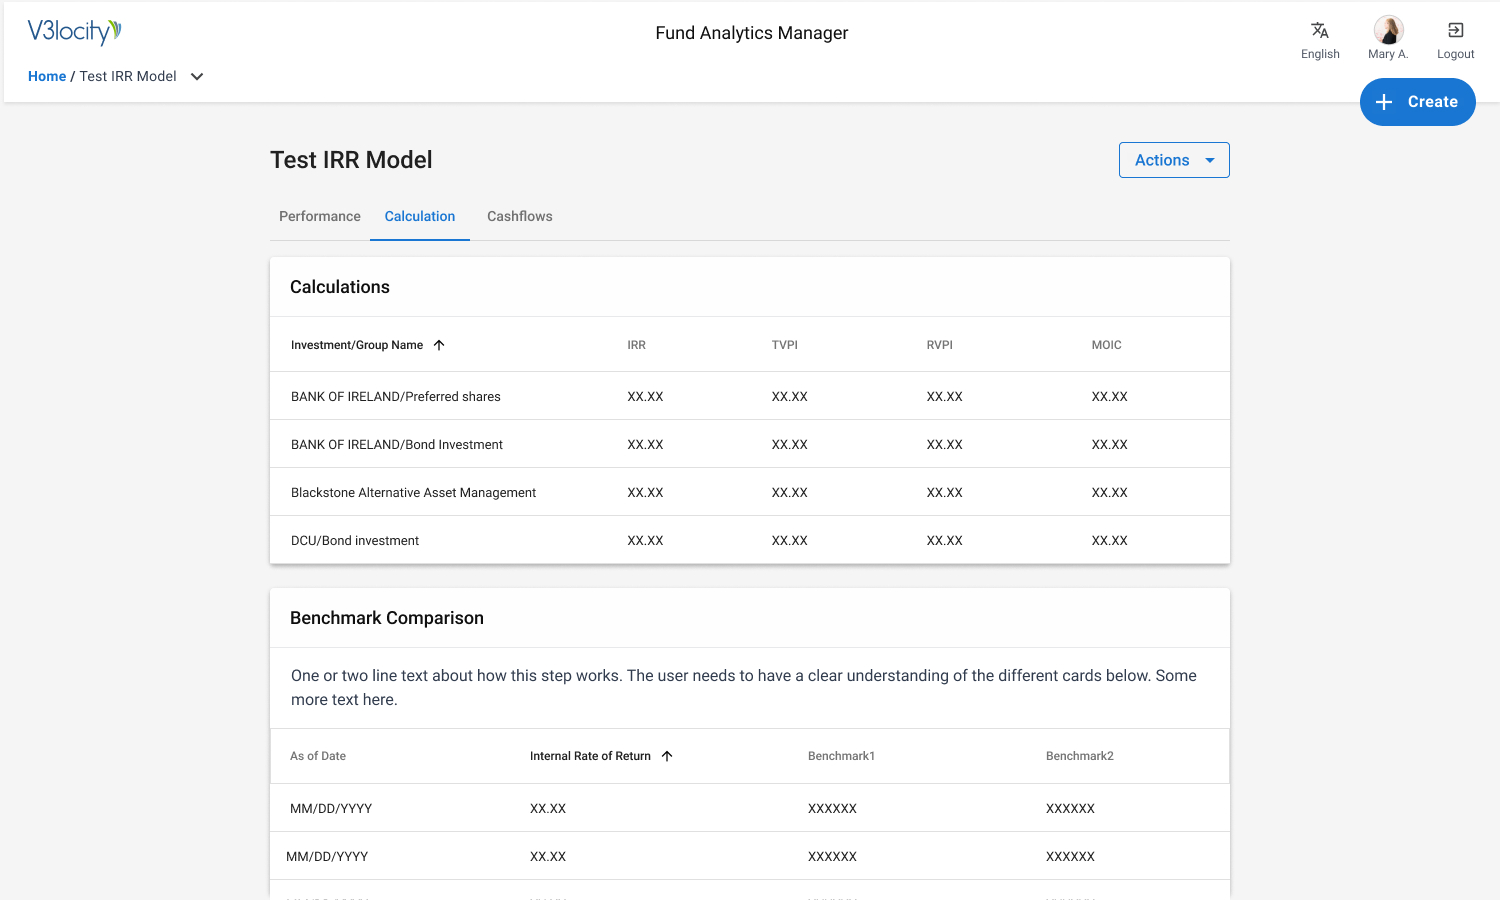 V3locity
Fund Analytics Manager
English
Mary A.
Logout
Home / Test IRR Model
Create
Test IRR Model
Actions
Performance Calculation Cashflows
Calculations
Investment/Group Name IRR TVPI RVPI MOIC
BANK OF IRELAND/Preferred shares XX.XX XX.XX XX.XX XX.XX
BANK OF IRELAND/Bond Investment XX.XX XX.XX XX.XX XX.XX
Blackstone Alternative Asset Management XX.XX XX.XX XX.XX XX.XX
DCU/Bond investment XX.XX XX.XX XX.XX XX.XX
Benchmark Comparison
One or two line text about how this step works. The user needs to have a clear understanding of the different cards below. Some
more text here.
As of Date Internal Rate of Return Benchmark1 Benchmark2
MM/DD/YYYY XX.XX XXXXXX XXXXXX
MM/DD/YYYY XX.XX XXXXXX XXXXXX